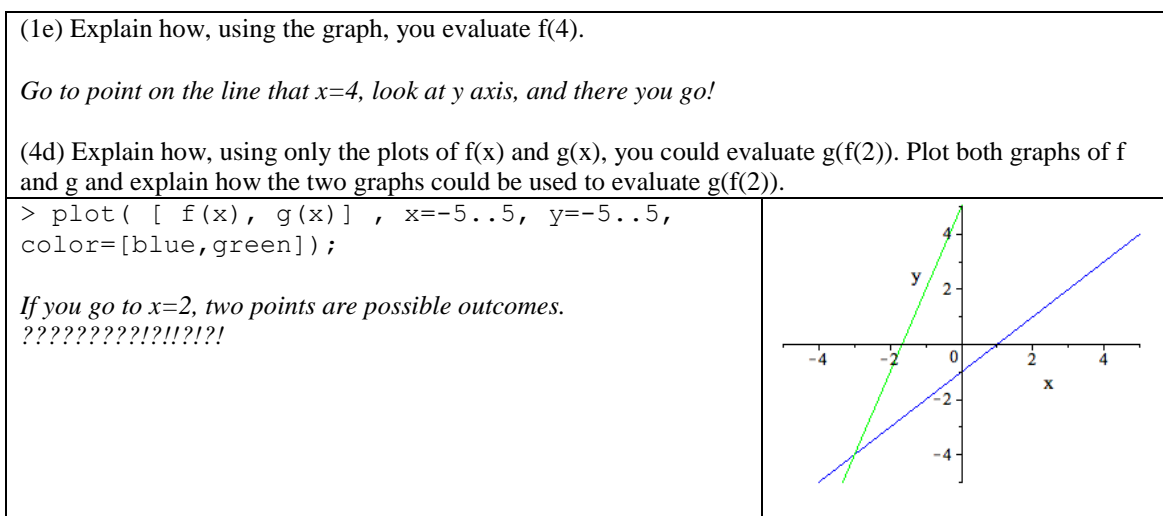 (1e) Explain how, using the graph, you evaluate f(4).
Go to point on the line that x=4, look at y axis, and there you go!
(4d) Explain how, using only the plots of f(x) and g(x), you could evaluate g(f(2)). Plot both graphs of f
and g and explain how the two graphs could be used to evaluate g(f(2)).
> plot( [ f(x), g(x)] , x=-5..5, y=-5..5,
color=[blue,green]);
If you go to x=2, two points are possible outcomes.
?????????!?!!?!?!
4
y
2
-4 -2 0 2 4
x
-2
-4